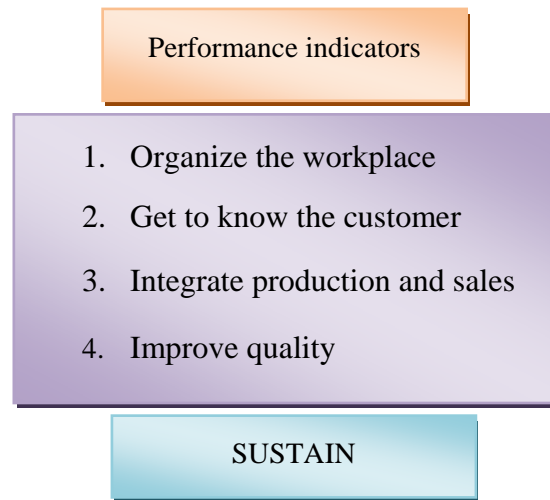 Performance indicators
1. Organize the workplace
2. Get to know the customer
3. Integrate production and sales
4. Improve quality
SUSTAIN